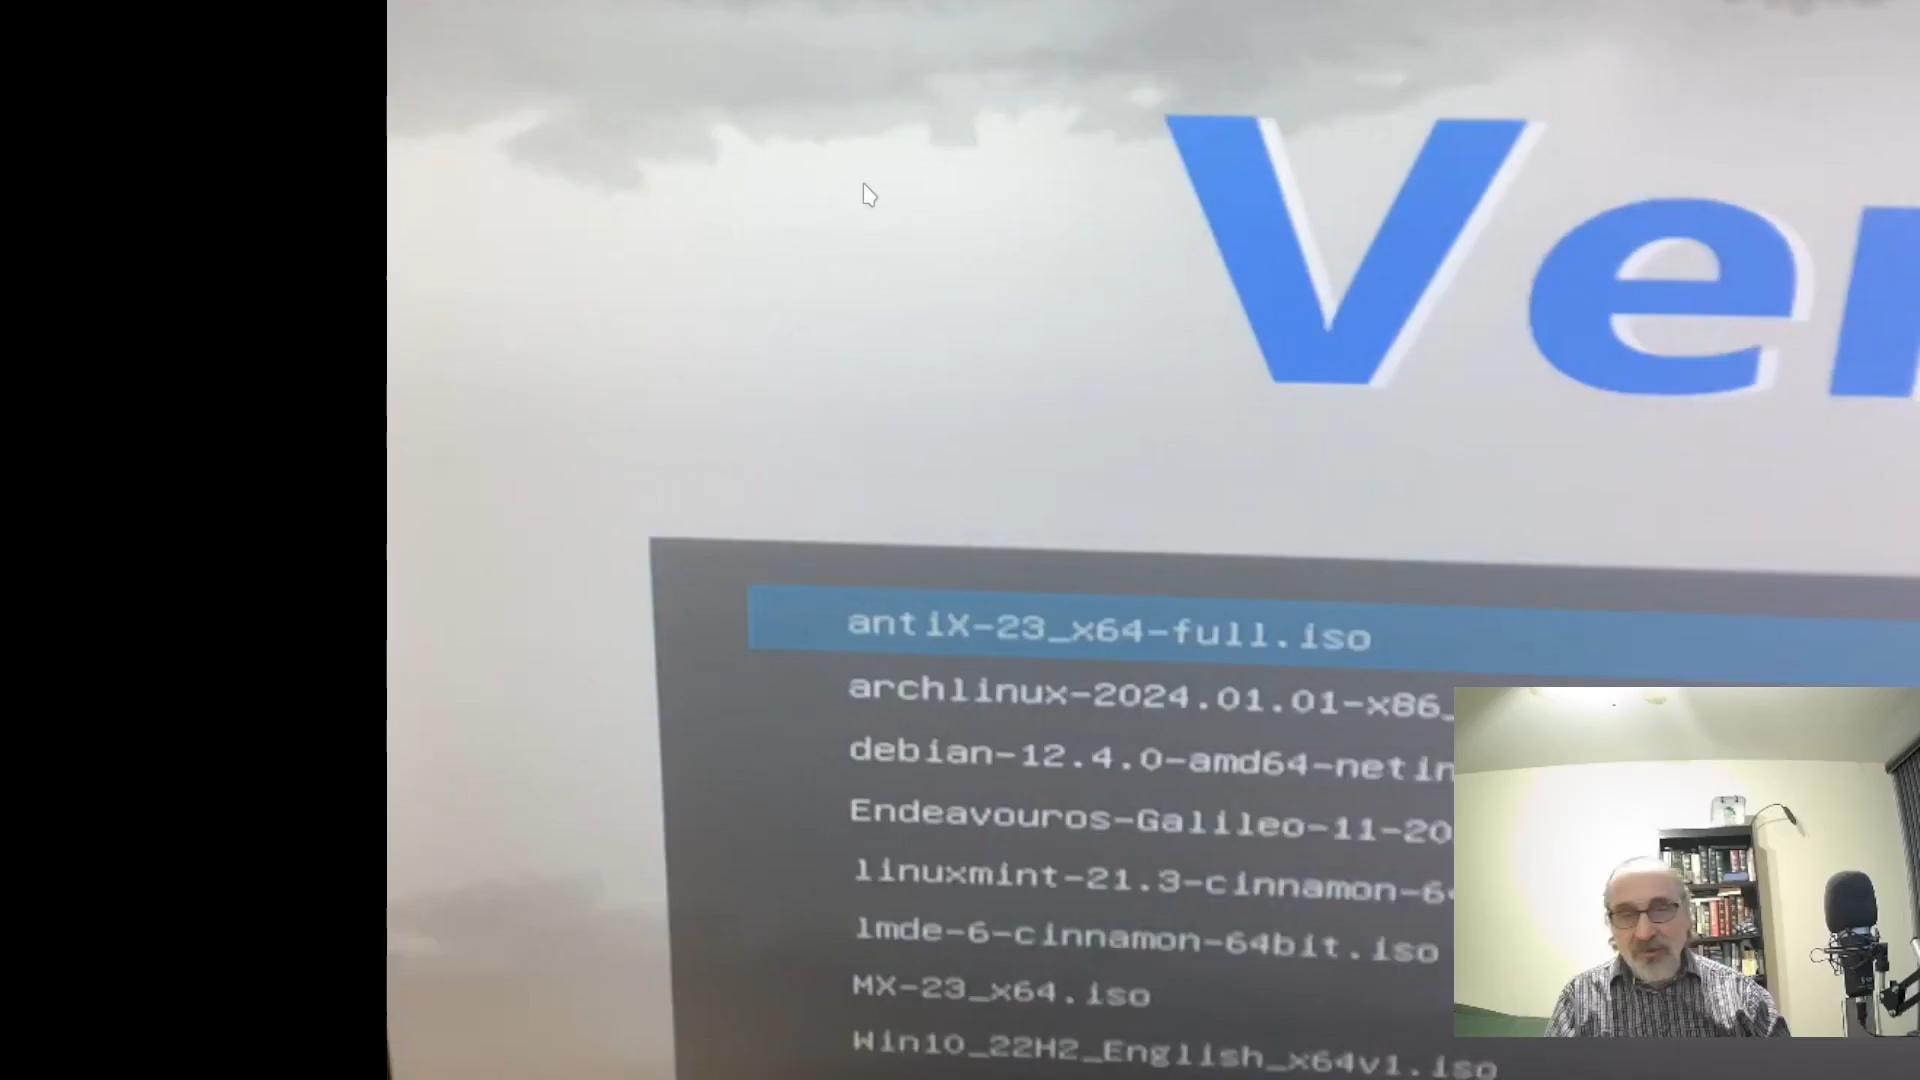 Ven
antiX-23_x64-full.iso
archlinux-2024.01.01-x86_
debian-12.4.0-amd64-netin
Endeavouros-Galileo-11-20
linuxmint-21.3-cinnamon-6
lmde-6-cinnamon-64bit.iso
MX-23_x64.iso
Win10_22H2_English_x64v1.iso